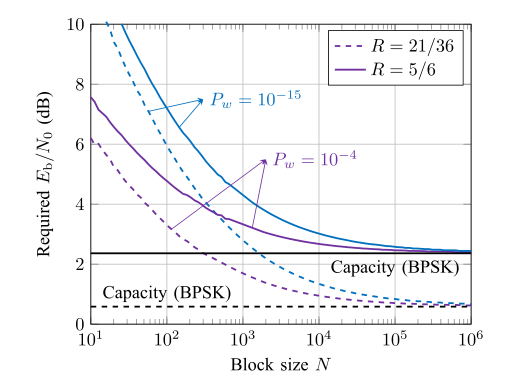 10
8
6
4
2
0
Required E_b/N_0 (dB)
R = 21/36
R = 5/6
P_w = 10^{-15}
P_w = 10^{-4}
Capacity (BPSK)
Capacity (BPSK)
10^1 10^2 10^3 10^4 10^5 10^6
Block size N